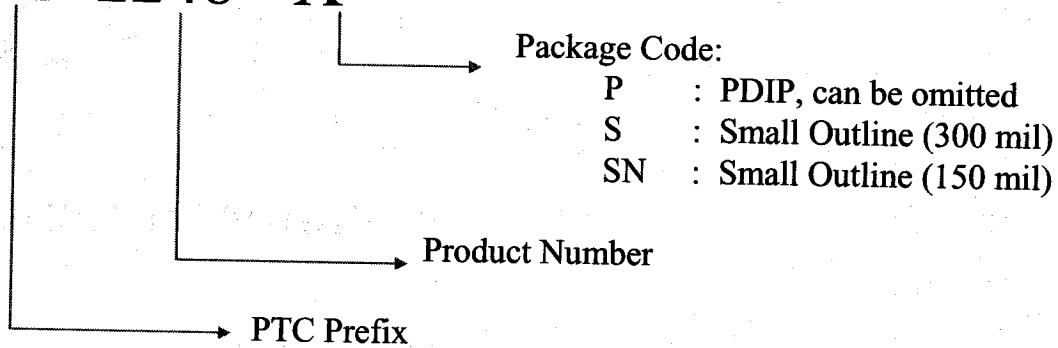 Package Code:
P : PDIP, can be omitted
S : Small Outline (300 mil)
SN : Small Outline (150 mil)
Product Number
PTC Prefix